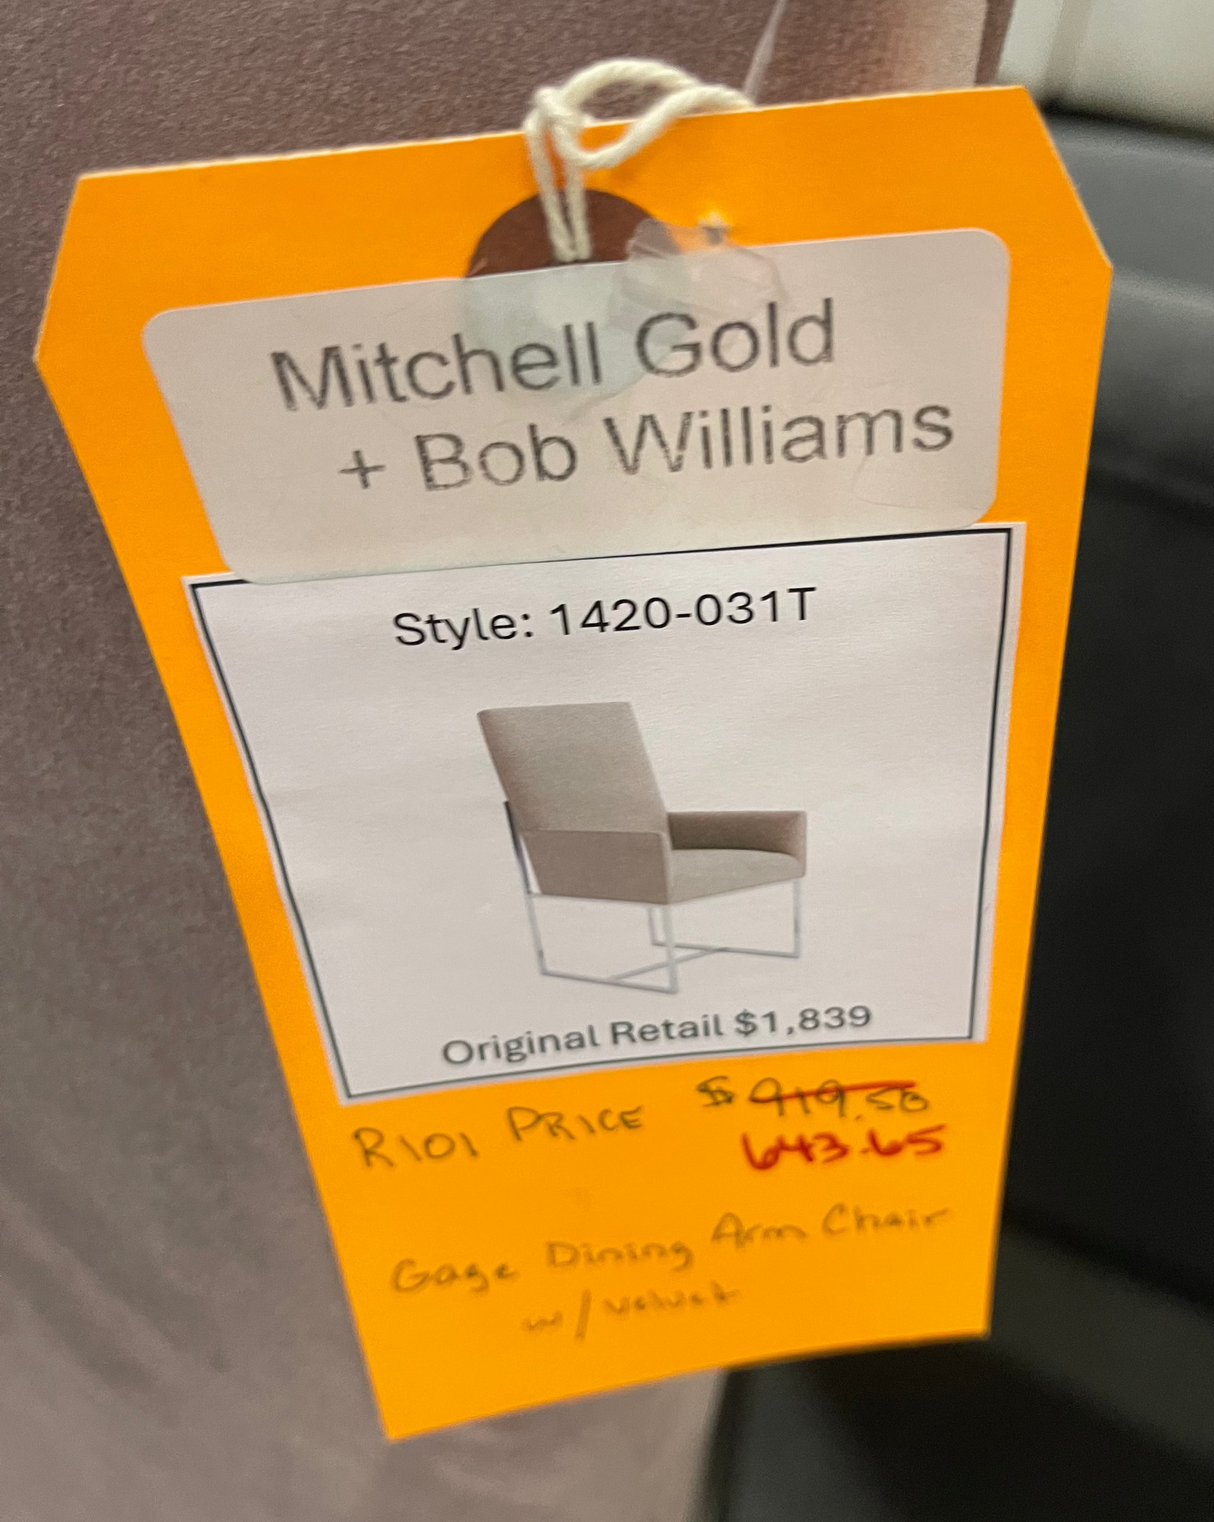 Mitchell Gold
+ Bob Williams
Style: 1420-031T
Original Retail $1,839
R101 PRICE $919.50
643.65
Gage Dining Arm Chair
w/ velvet